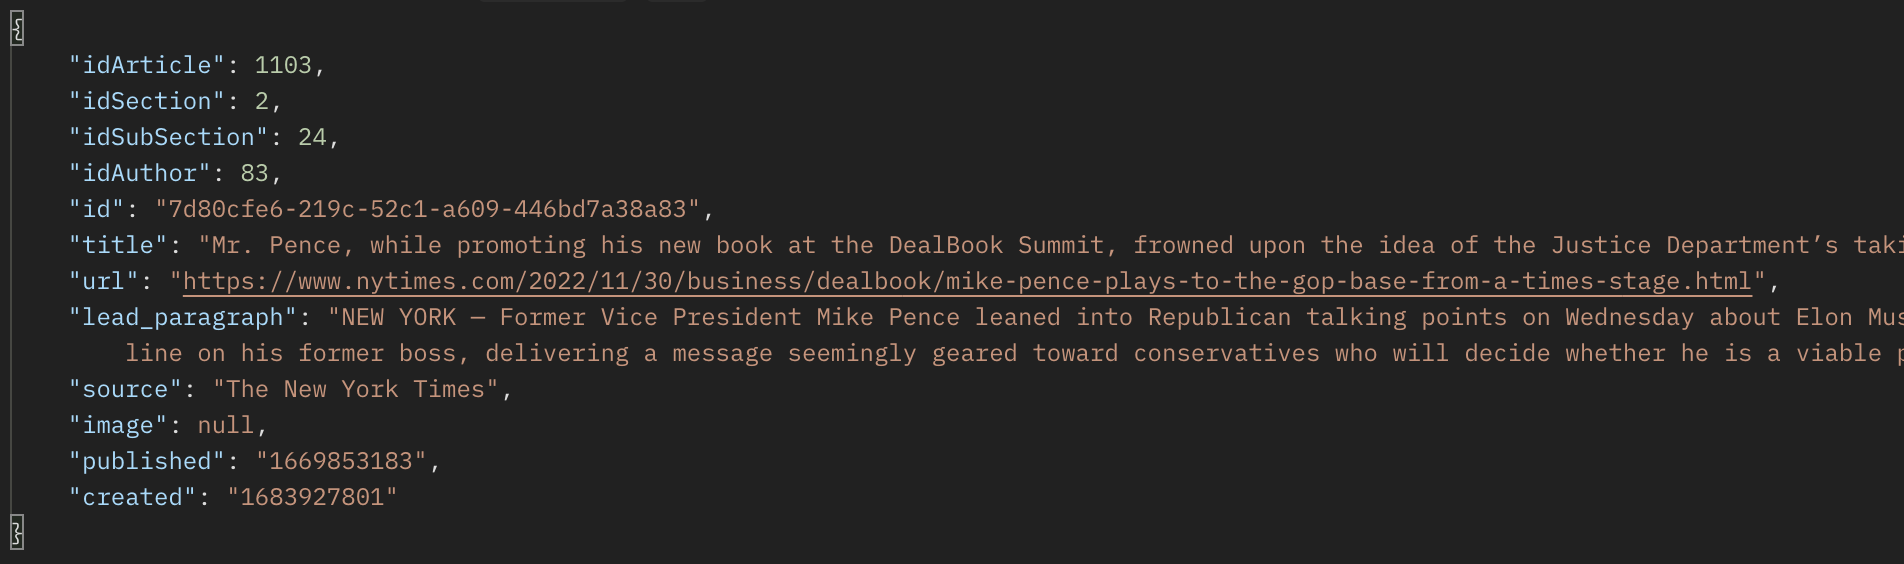 {
"idArticle": 1103,
"idSection": 2,
"idSubSection": 24,
"idAuthor": 83,
"id": "7d80cfe6-219c-52c1-a609-446bd7a38a83",
"title": "Mr. Pence, while promoting his new book at the DealBook Summit, frowned upon the idea of the Justice Department’s
"url": "https://www.nytimes.com/2022/11/30/business/dealbook/mike-pence-plays-to-the-gop-base-from-a-times-stage.html",
"lead_paragraph": "NEW YORK — Former Vice President Mike Pence leaned into Republican talking points on Wednesday about Elon
line on his former boss, delivering a message seemingly geared toward conservatives who will decide whether he is a viable
"source": "The New York Times",
"image": null,
"published": "1669853183",
"created": "1683927801"
}